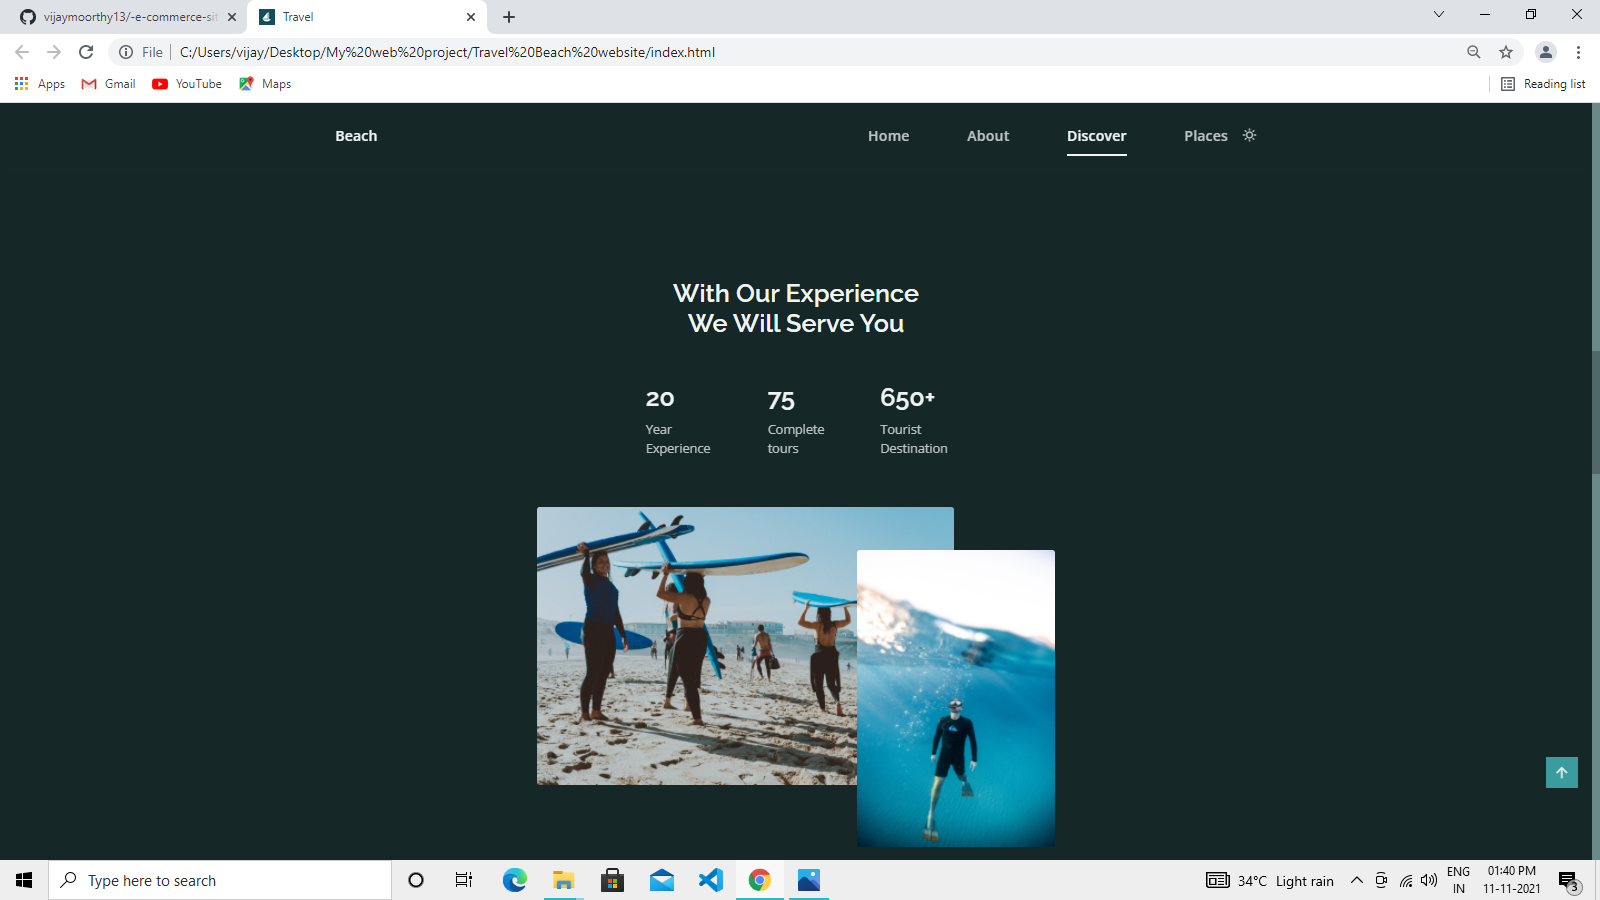 vijaymoorthy13/-e-commerce-sit
Travel
File
C:/Users/vijay/Desktop/My%20web%20project/Travel%20Beach%20website/index.html
Apps
Gmail
YouTube
Maps
Reading list
Beach
Home
About
Discover
Places
With Our Experience
We Will Serve You
20
Year
Experience
75
Complete
tours
650+
Tourist
Destination
Type here to search
34°C Light rain
ENG
IN
01:40 PM
11-11-2021
3